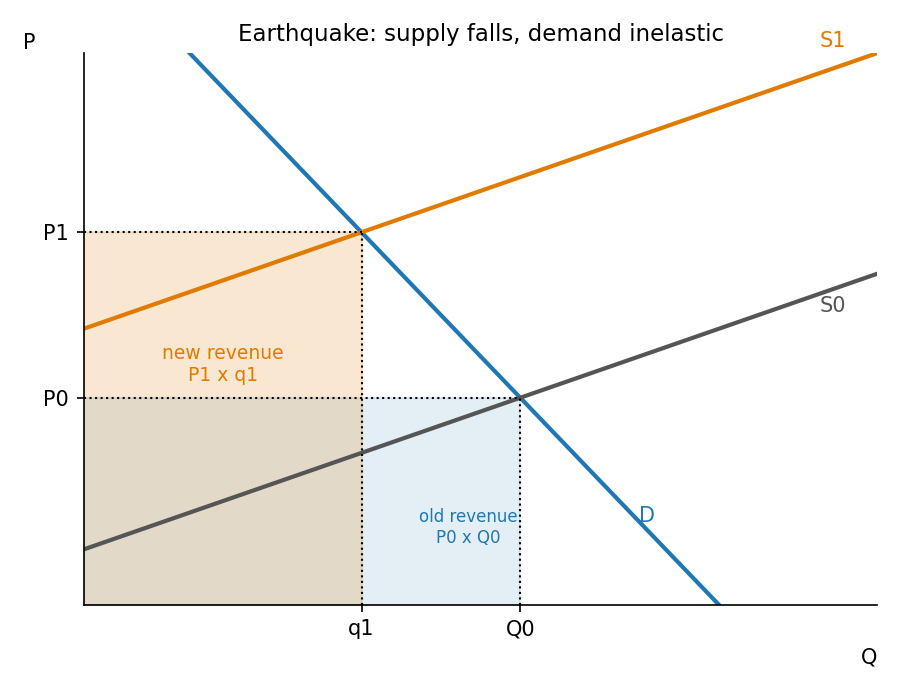 Earthquake: supply falls, demand inelastic
P
S1
P1
S0
new revenue
P1 x q1
P0
old revenue
P0 x Q0
D
q1
Q0
Q